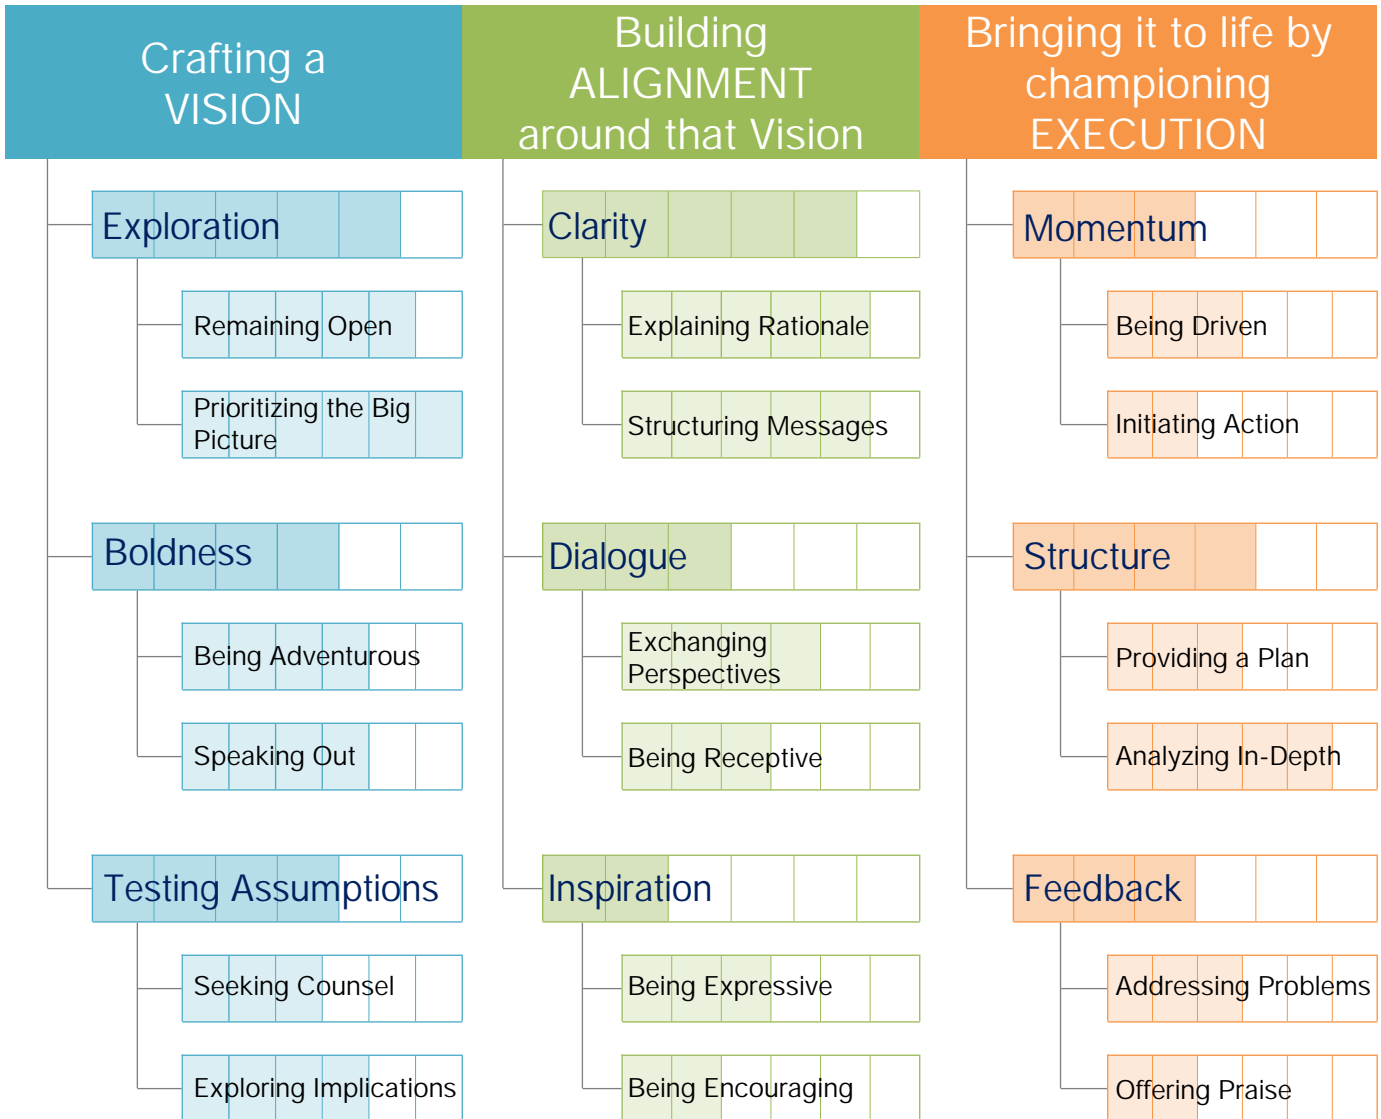 Crafting a
VISION
Exploration
Remaining Open
Prioritizing the Big
Picture
Boldness
Being Adventurous
Speaking Out
Testing Assumptions
Seeking Counsel
Exploring Implications
Building
ALIGNMENT
around that Vision
Clarity
Explaining Rationale
Structuring Messages
Dialogue
Exchanging
Perspectives
Being Receptive
Inspiration
Being Expressive
Being Encouraging
Bringing it to life by
championing
EXECUTION
Momentum
Being Driven
Initiating Action
Structure
Providing a Plan
Analyzing In-Depth
Feedback
Addressing Problems
Offering Praise